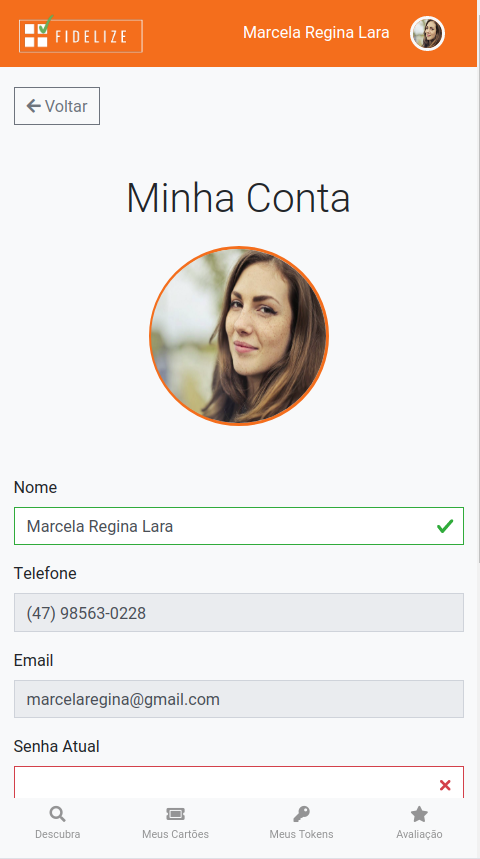 FIDELIZE
Marcela Regina Lara
Voltar
Minha Conta
Nome
Marcela Regina Lara
Telefone
(47) 98563-0228
Email
marcelaregina@gmail.com
Senha Atual
Descubra
Meus Cartões
Meus Tokens
Avaliação